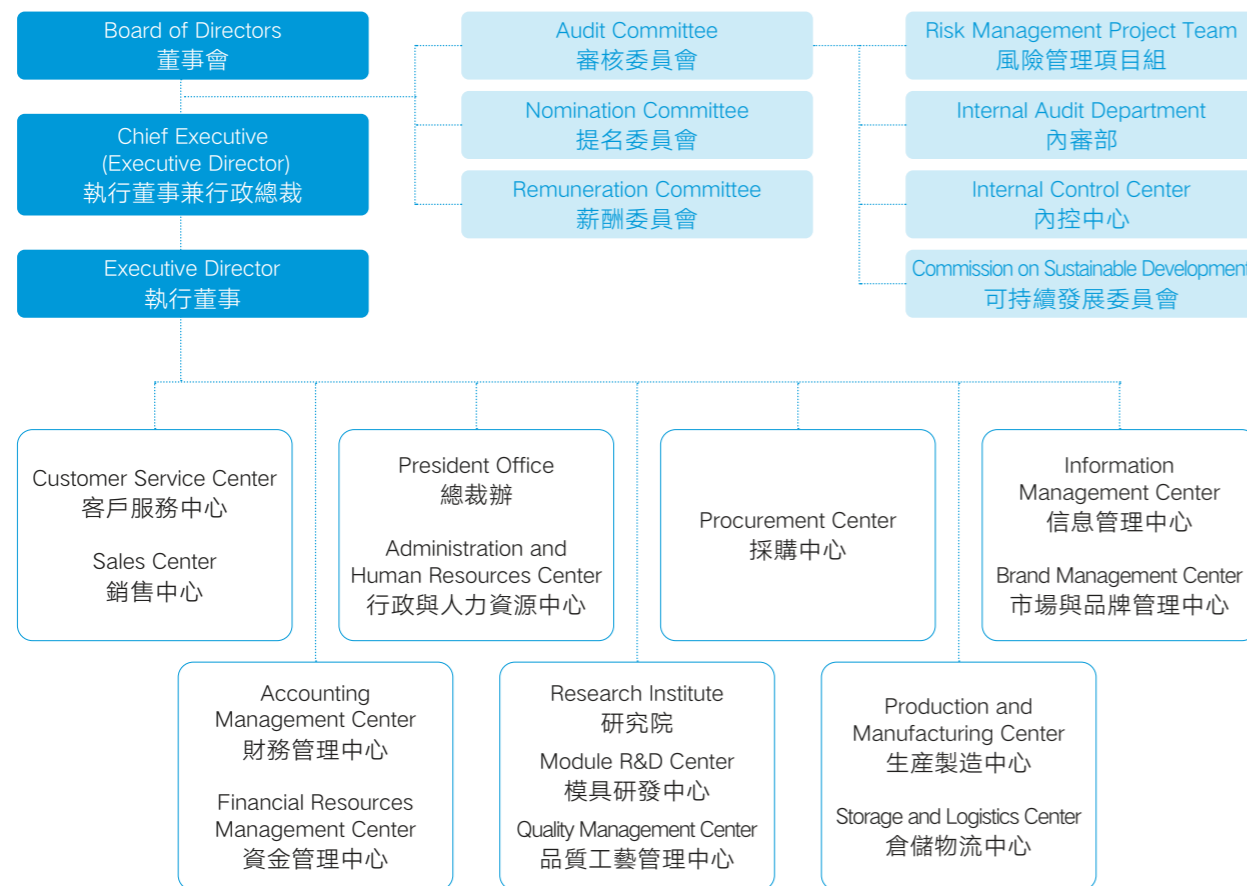 Board of Directors
董事會
Chief Executive
(Executive Director)
執行董事兼行政總裁
Executive Director
執行董事
Audit Committee
審核委員會
Nomination Committee
提名委員會
Remuneration Committee
薪酬委員會
Risk Management Project Team
風險管理項目組
Internal Audit Department
內審部
Internal Control Center
內控中心
Commission on Sustainable Development
可持續發展委員會
Customer Service Center
客戶服務中心
Sales Center
銷售中心
President Office
總裁辦
Administration and
Human Resources Center
行政與人力資源中心
Procurement Center
採購中心
Information
Management Center
信息管理中心
Brand Management Center
市場與品牌管理中心
Accounting
Management Center
財務管理中心
Financial Resources
Management Center
資金管理中心
Research Institute
研究院
Module R&D Center
模具研發中心
Quality Management Center
品質工藝管理中心
Production and
Manufacturing Center
生產製造中心
Storage and Logistics Center
倉儲物流中心